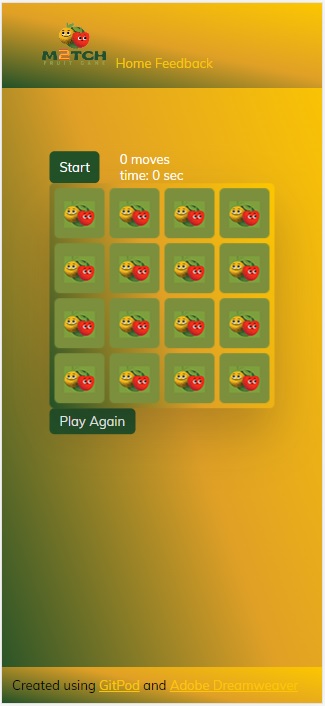 M2TCH
FRUIT GAME
Home Feedback
Start
0 moves
time: 0 sec
Play Again
Created using GitPod and Adobe Dreamweaver